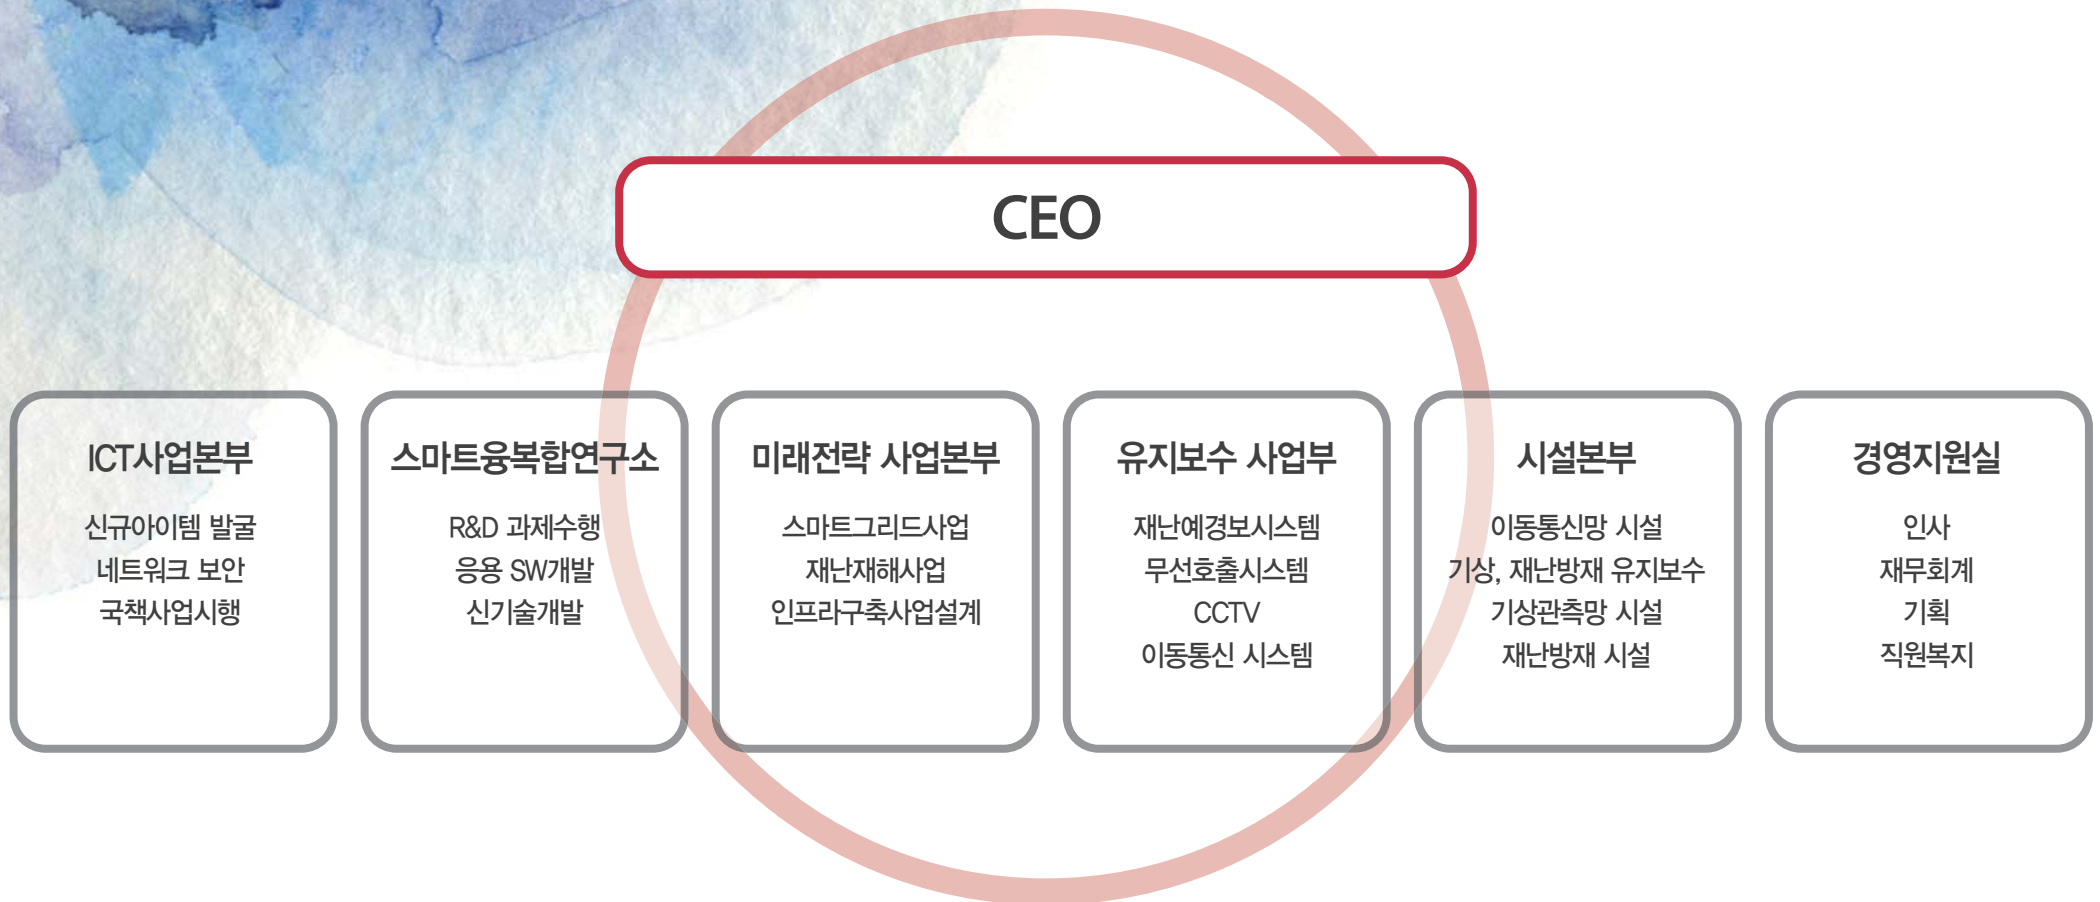 CEO
ICT사업본부
신규아이템 발굴
네트워크 보안
국책사업시행
스마트융복합연구소
R&D 과제수행
응용 SW개발
신기술개발
미래전략 사업본부
스마트그리드사업
재난재해사업
인프라구축사업설계
유지보수 사업부
재난예경보시스템
무선호출시스템
CCTV
이동통신 시스템
시설본부
이동통신망 시설
기상, 재난방재 유지보수
기상관측망 시설
재난방재 시설
경영지원실
인사
재무회계
기획
직원복지